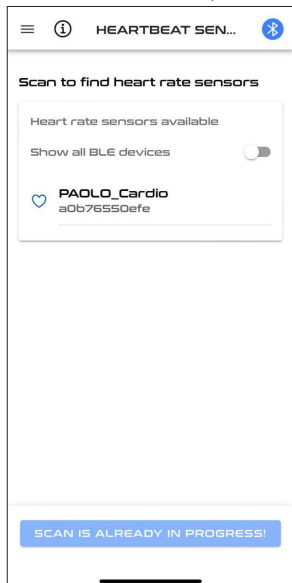 HEARTBEAT SEN...
Scan to find heart rate sensors
Heart rate sensors available
Show all BLE devices
PAOLO_Cardio
a0b76550efe
SCAN IS ALREADY IN PROGRESS!